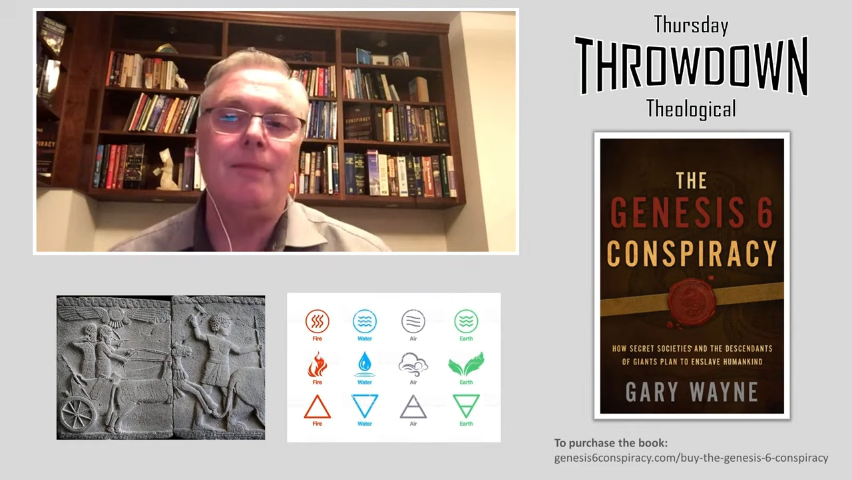 Thursday
THROWDOWN
Theological
THE
GENESIS 6
CONSPIRACY
HOW SECRET SOCIETIES AND THE DESCENDANTS
OF GIANTS PLAN TO ENSLAVE HUMANKIND
GARY WAYNE
To purchase the book:
genesis6conspiracy.com/buy-the-genesis-6-conspiracy
Fire Water Air Earth
Fire Water Air Earth
Fire Water Air Earth
CONSPIRACY